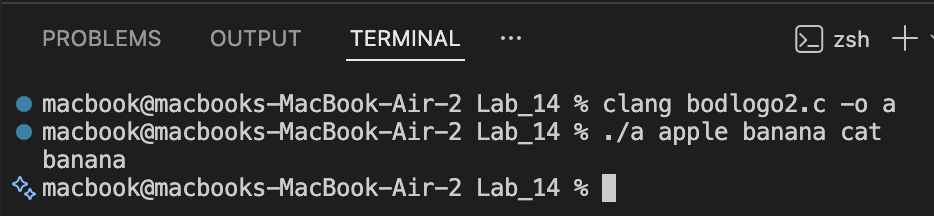 PROBLEMS OUTPUT TERMINAL ... zsh
macbook@macbooks-MacBook-Air-2 Lab_14 % clang bodlogo2.c -o a
macbook@macbooks-MacBook-Air-2 Lab_14 % ./a apple banana cat
banana
macbook@macbooks-MacBook-Air-2 Lab_14 %